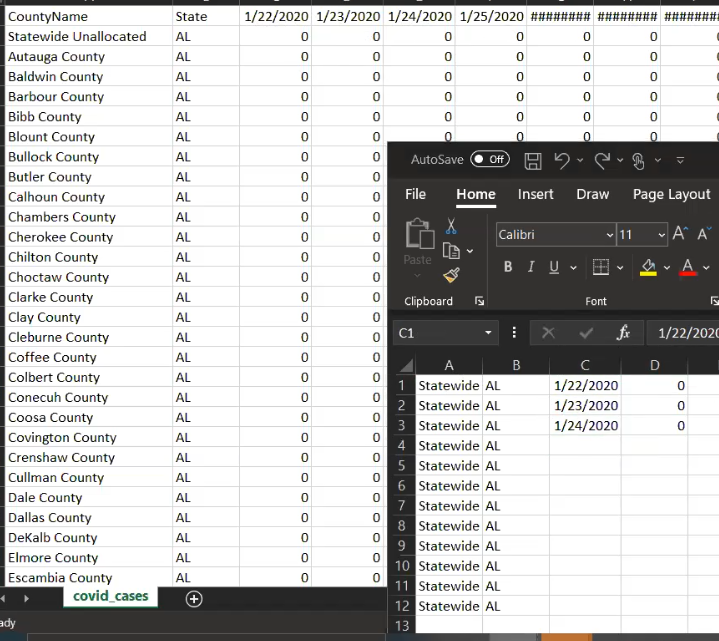 CountyName State 1/22/2020 1/23/2020 1/24/2020 1/25/2020 ######## ######## #######
Statewide Unallocated AL 0 0 0 0 0 0
Autauga County AL 0 0 0 0 0 0
Baldwin County AL 0 0 0 0 0 0
Barbour County AL 0 0 0 0 0 0
Bibb County AL 0 0 0 0 0 0
Blount County AL 0 0 0 0 0 0
Bullock County AL 0 0
Butler County AL 0 0
Calhoun County AL 0 0
Chambers County AL 0 0
Cherokee County AL 0 0
Chilton County AL 0 0
Choctaw County AL 0 0
Clarke County AL 0 0
Clay County AL 0 0
Cleburne County AL 0 0
Coffee County AL 0 0
Colbert County AL 0 0
Conecuh County AL 0 0
Coosa County AL 0 0
Covington County AL 0 0
Crenshaw County AL 0 0
Cullman County AL 0 0
Dale County AL 0 0
Dallas County AL 0 0
DeKalb County AL 0 0
Elmore County AL 0 0
Escambia County AL 0 0
covid_cases
ady
AutoSave Off
File Home Insert Draw Page Layout
Paste
Calibri 11 A A
B I U A
Clipboard Font
C1 fx 1/22/202
A B C D
1 Statewide AL 1/22/2020 0
2 Statewide AL 1/23/2020 0
3 Statewide AL 1/24/2020 0
4 Statewide AL
5 Statewide AL
6 Statewide AL
7 Statewide AL
8 Statewide AL
9 Statewide AL
10 Statewide AL
11 Statewide AL
12 Statewide AL
13